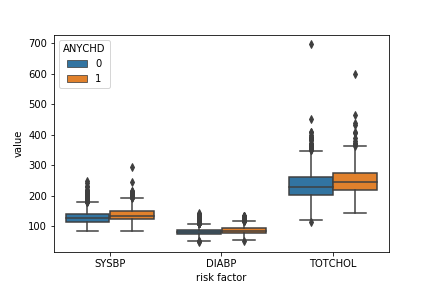 700
600
500
400
300
200
100
value
ANYCHD
0
1
SYSBP DIABP TOTCHOL
risk factor